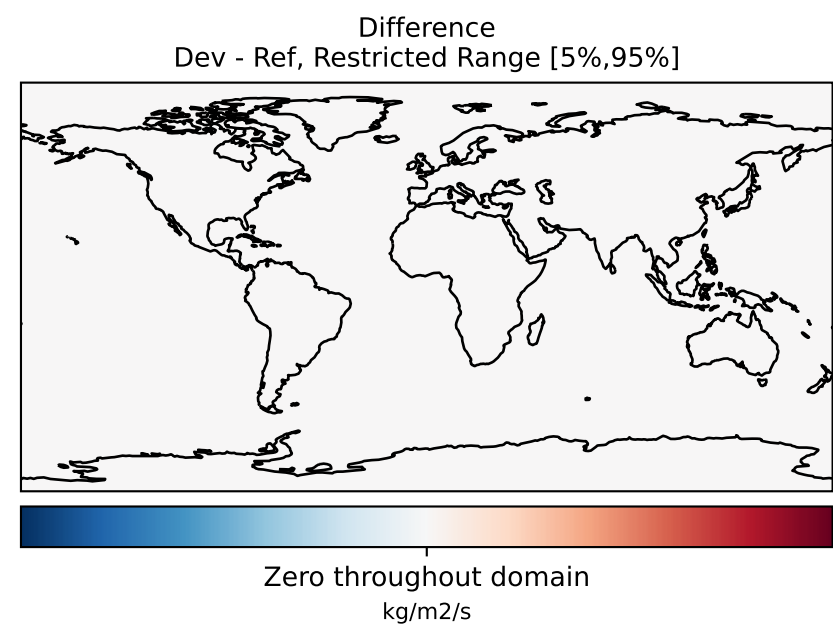 Difference
Dev - Ref, Restricted Range [5%,95%]
Zero throughout domain
kg/m2/s